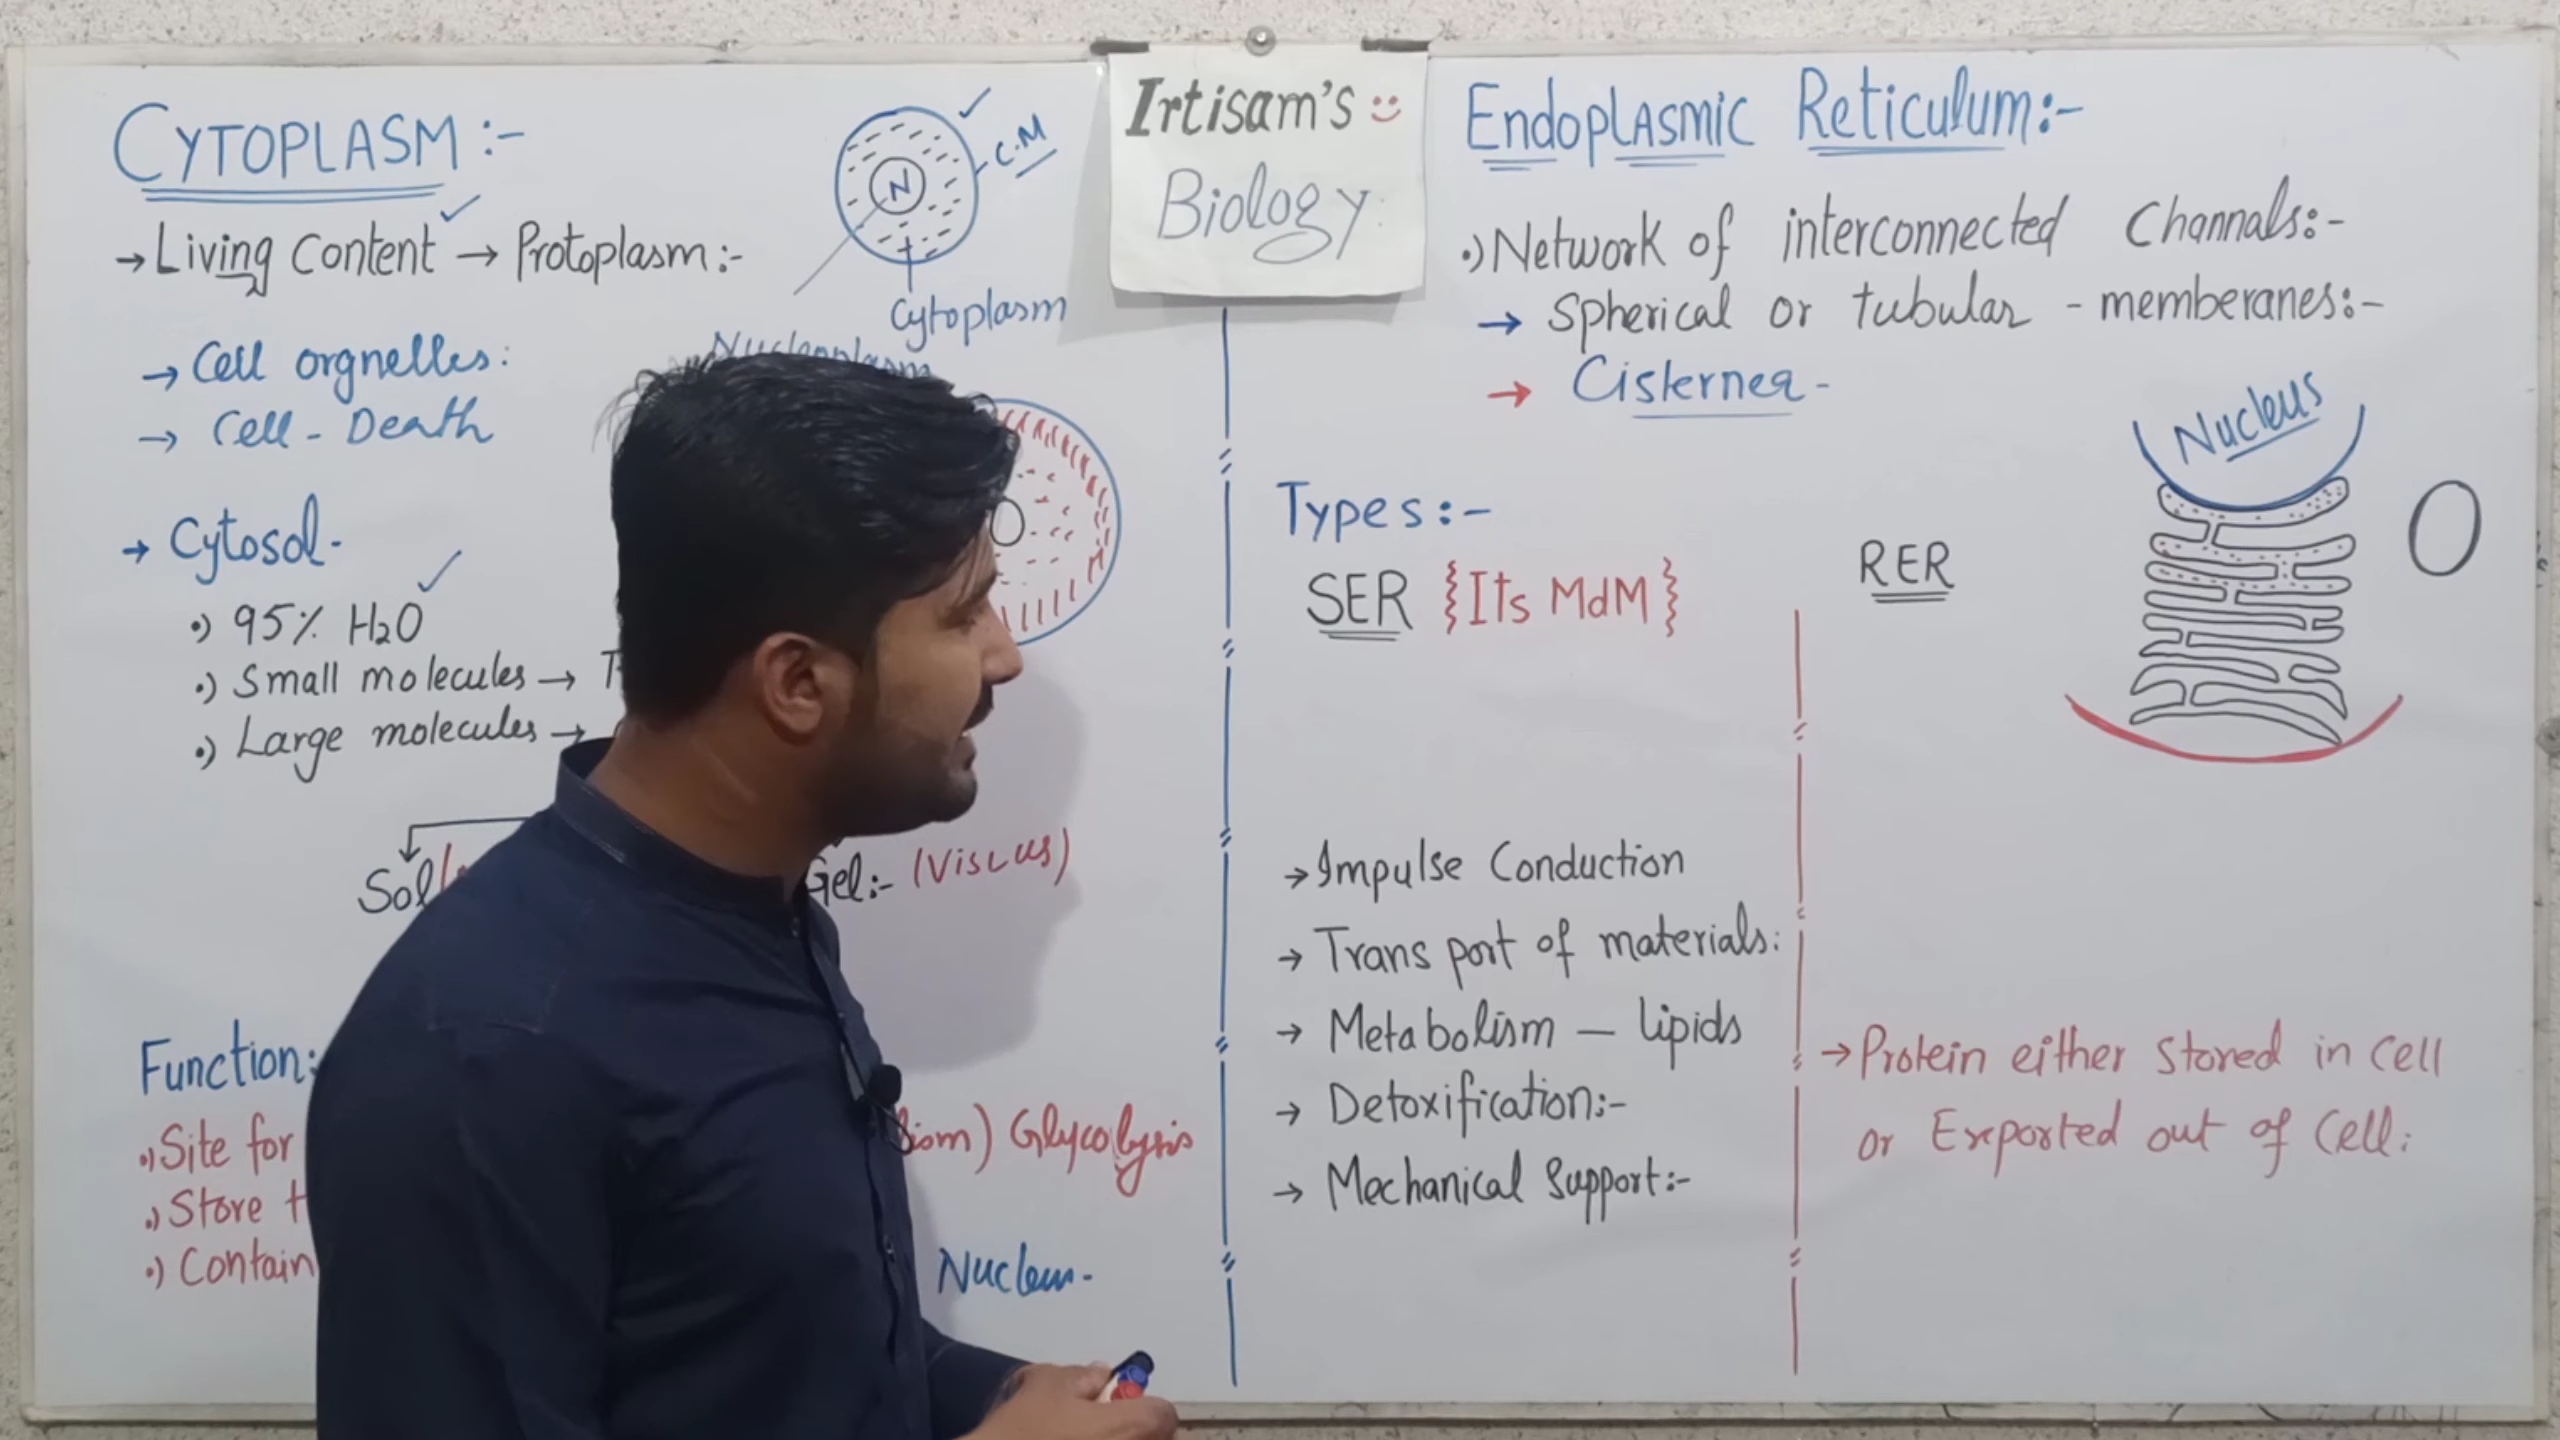 CYTOPLASM:-
→ Living Content → Protoplasm:-
→ Cell orgnelles:
→ Cell - Death
→ Cytosol-
•) 95% H2O
•) Small molecules →
•) Large molecules →
Sol
Gel:- (Viscus)
Function:
•) Site for
Glycolysis
•) Store
•) Contain
N
C.M
Cytoplasm
Nucleoplasm
Irtisam's
Biology
Endoplasmic Reticulum:-
•) Network of interconnected Channals:-
→ Spherical or tubular - memberanes:-
→ Cisternea-
Nucleus
Types:-
SER {Its MdM}
RER
→ Impulse Conduction
→ Trans port of materials:
→ Metabolism — lipids
→ Detoxification:-
→ Mechanical Support:-
→ Protein either Stored in Cell
or Exported out of Cell: